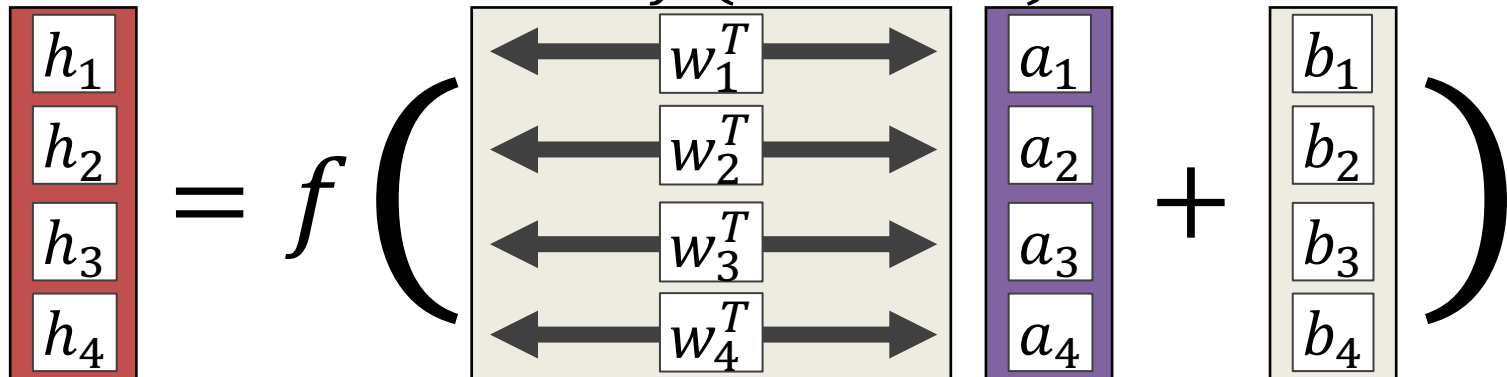 h₁ w₁ᵀ a₁ b₁
h₂ w₂ᵀ a₂ b₂
= f ( + )
h₃ w₃ᵀ a₃ b₃
h₄ w₄ᵀ a₄ b₄